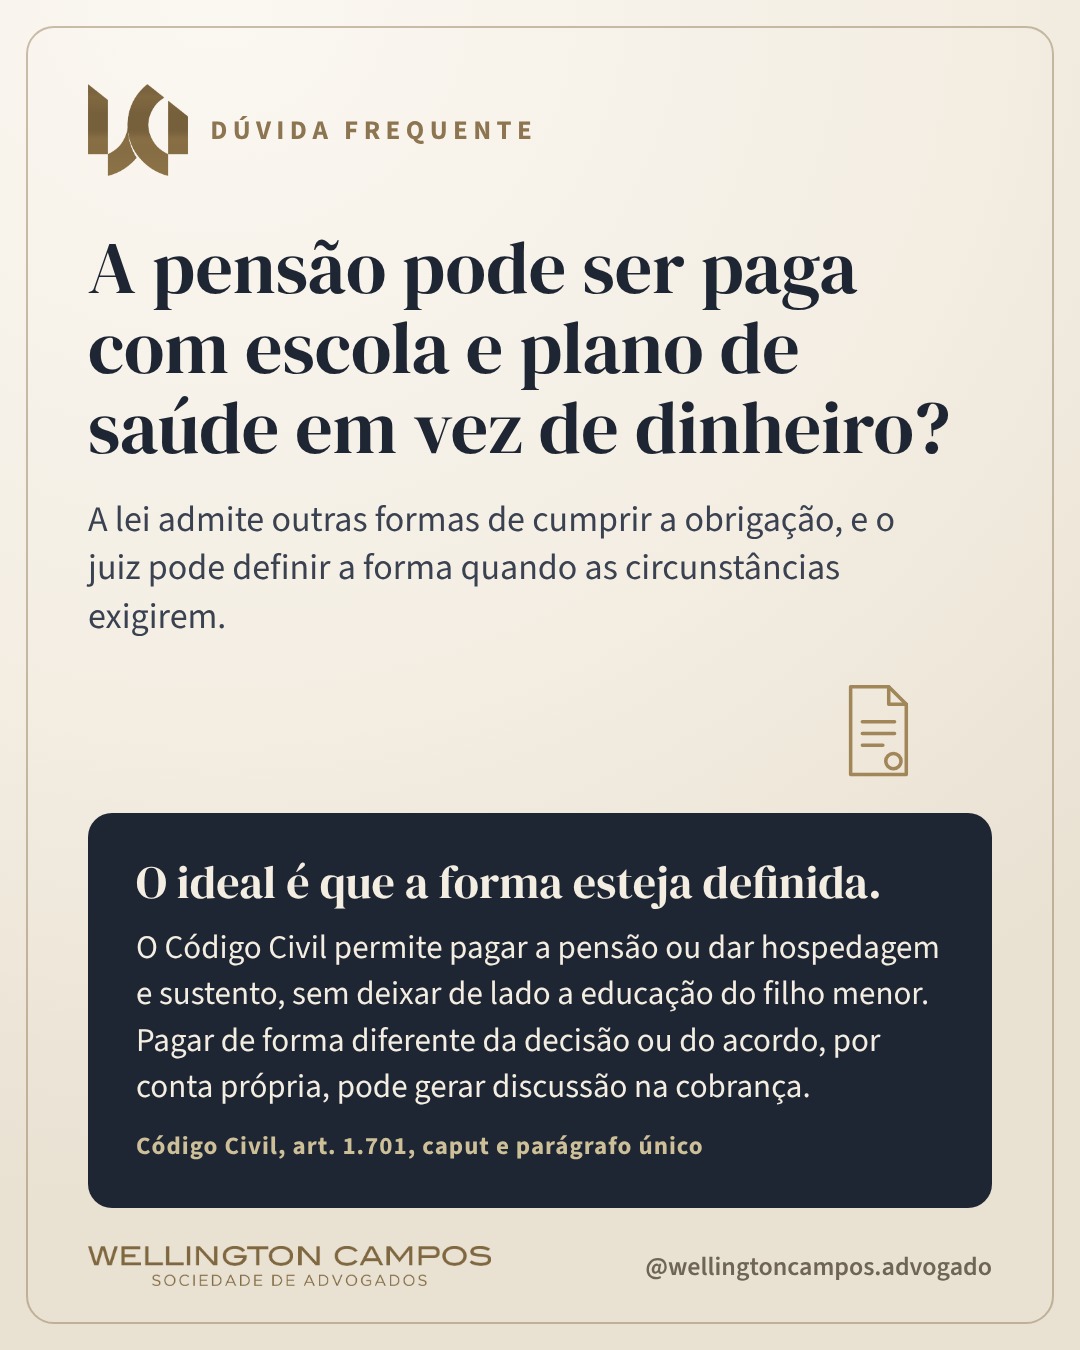 DÚVIDA FREQUENTE
A pensão pode ser paga
com escola e plano de
saúde em vez de dinheiro?
A lei admite outras formas de cumprir a obrigação, e o
juiz pode definir a forma quando as circunstâncias
exigirem.
O ideal é que a forma esteja definida.
O Código Civil permite pagar a pensão ou dar hospedagem
e sustento, sem deixar de lado a educação do filho menor.
Pagar de forma diferente da decisão ou do acordo, por
conta própria, pode gerar discussão na cobrança.
Código Civil, art. 1.701, caput e parágrafo único
WELLINGTON CAMPOS
SOCIEDADE DE ADVOGADOS
@wellingtoncampos.advogado